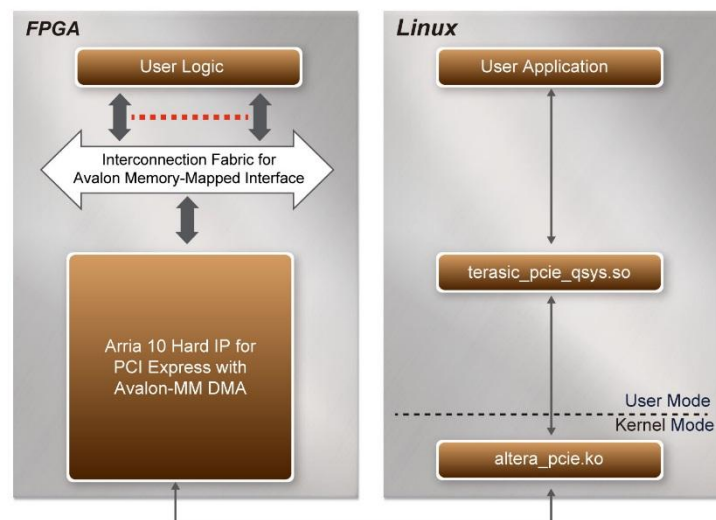 FPGA
User Logic
Interconnection Fabric for
Avalon Memory-Mapped Interface
Arria 10 Hard IP for
PCI Express with
Avalon-MM DMA
Linux
User Application
terasic_pcie_qsys.so
User Mode
Kernel Mode
altera_pcie.ko